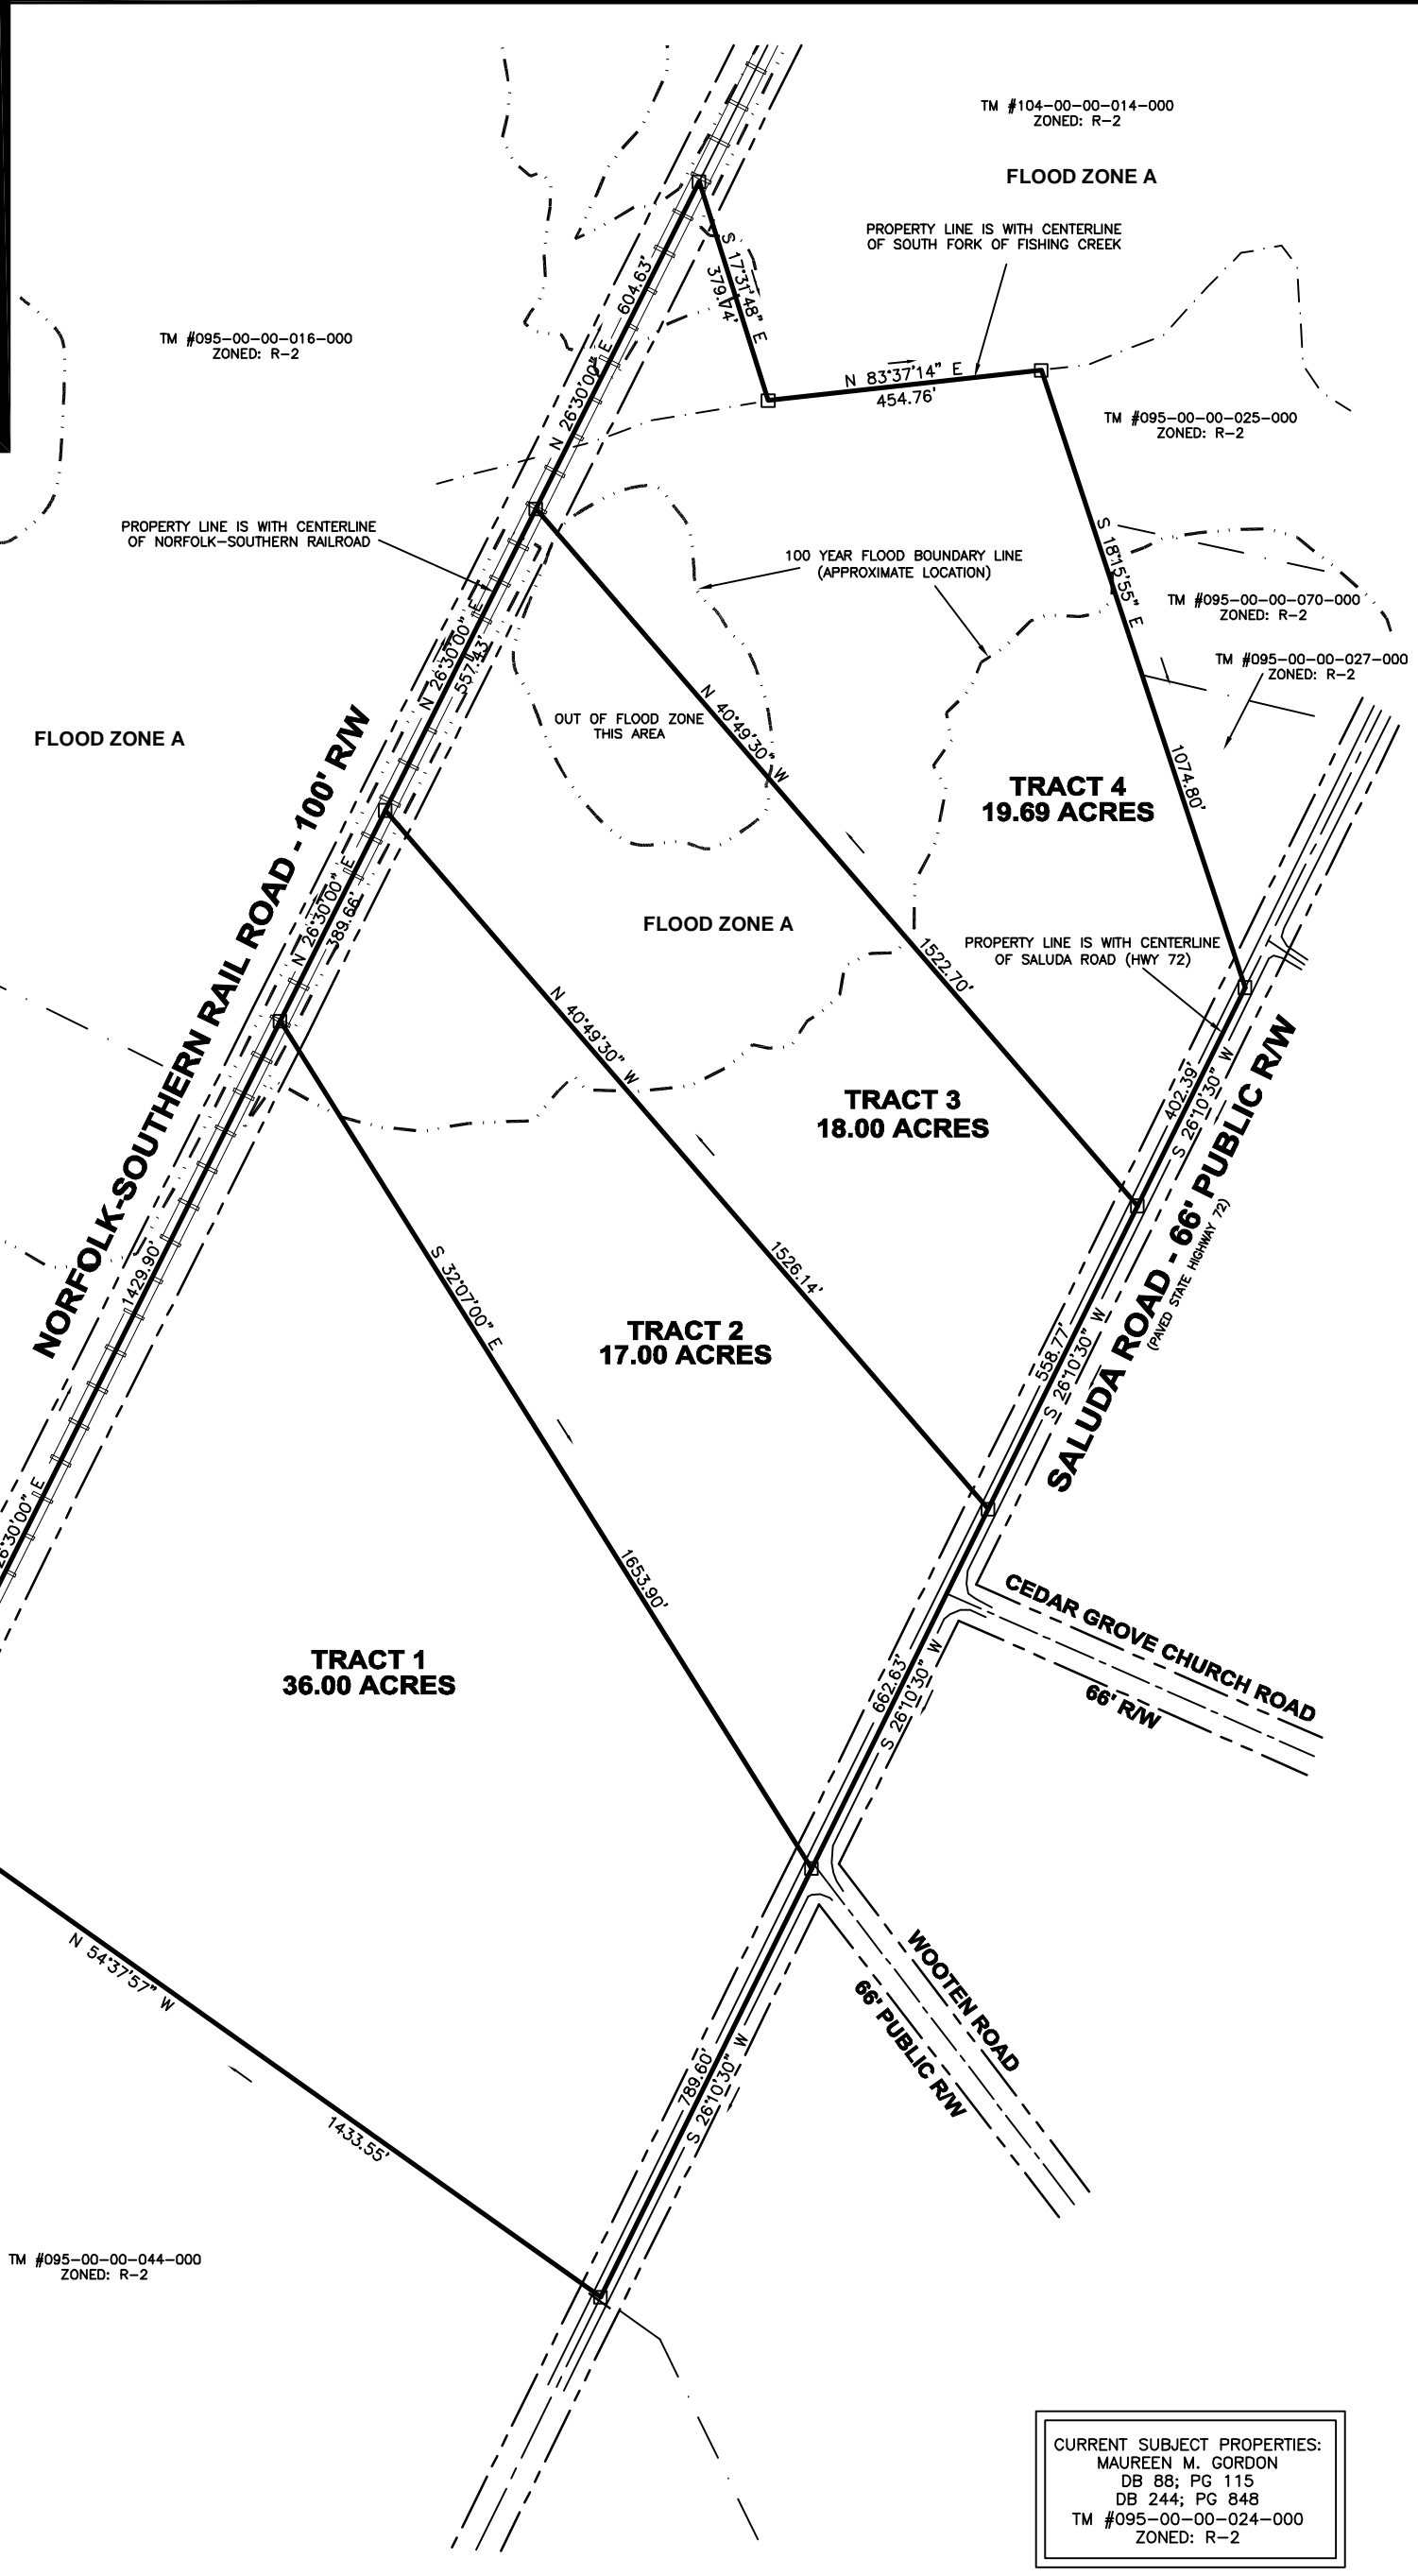 TM #104-00-00-014-000
ZONED: R-2
FLOOD ZONE A
PROPERTY LINE IS WITH CENTERLINE
OF SOUTH FORK OF FISHING CREEK
S 17°31'48" E
379.74'
604.63'
N 26°30'00" E
TM #095-00-00-016-000
ZONED: R-2
N 83°37'14" E
454.76'
TM #095-00-00-025-000
ZONED: R-2
PROPERTY LINE IS WITH CENTERLINE
OF NORFOLK-SOUTHERN RAILROAD
100 YEAR FLOOD BOUNDARY LINE
(APPROXIMATE LOCATION)
S 18°15'55" E
1074.80'
TM #095-00-00-070-000
ZONED: R-2
TM #095-00-00-027-000
ZONED: R-2
N 26°30'00" E
557.43'
OUT OF FLOOD ZONE
THIS AREA
N 40°49'30" W
1522.70'
FLOOD ZONE A
TRACT 4
19.69 ACRES
NORFOLK-SOUTHERN RAIL ROAD - 100' R/W
N 26°30'00" E
389.66'
FLOOD ZONE A
PROPERTY LINE IS WITH CENTERLINE
OF SALUDA ROAD (HWY 72)
N 40°49'30" W
1526.14'
402.39'
S 26°10'30" W
TRACT 3
18.00 ACRES
SALUDA ROAD - 66' PUBLIC R/W
(PAVED STATE HIGHWAY 72)
1429.90'
26°30'00" E
S 32°07'00" E
1653.90'
TRACT 2
17.00 ACRES
558.77'
S 26°10'30" W
CEDAR GROVE CHURCH ROAD
66' R/W
662.63'
S 26°10'30" W
TRACT 1
36.00 ACRES
N 54°37'57" W
1433.55'
WOOTEN ROAD
66' PUBLIC R/W
789.60'
S 26°10'30" W
TM #095-00-00-044-000
ZONED: R-2
CURRENT SUBJECT PROPERTIES:
MAUREEN M. GORDON
DB 88; PG 115
DB 244; PG 848
TM #095-00-00-024-000
ZONED: R-2